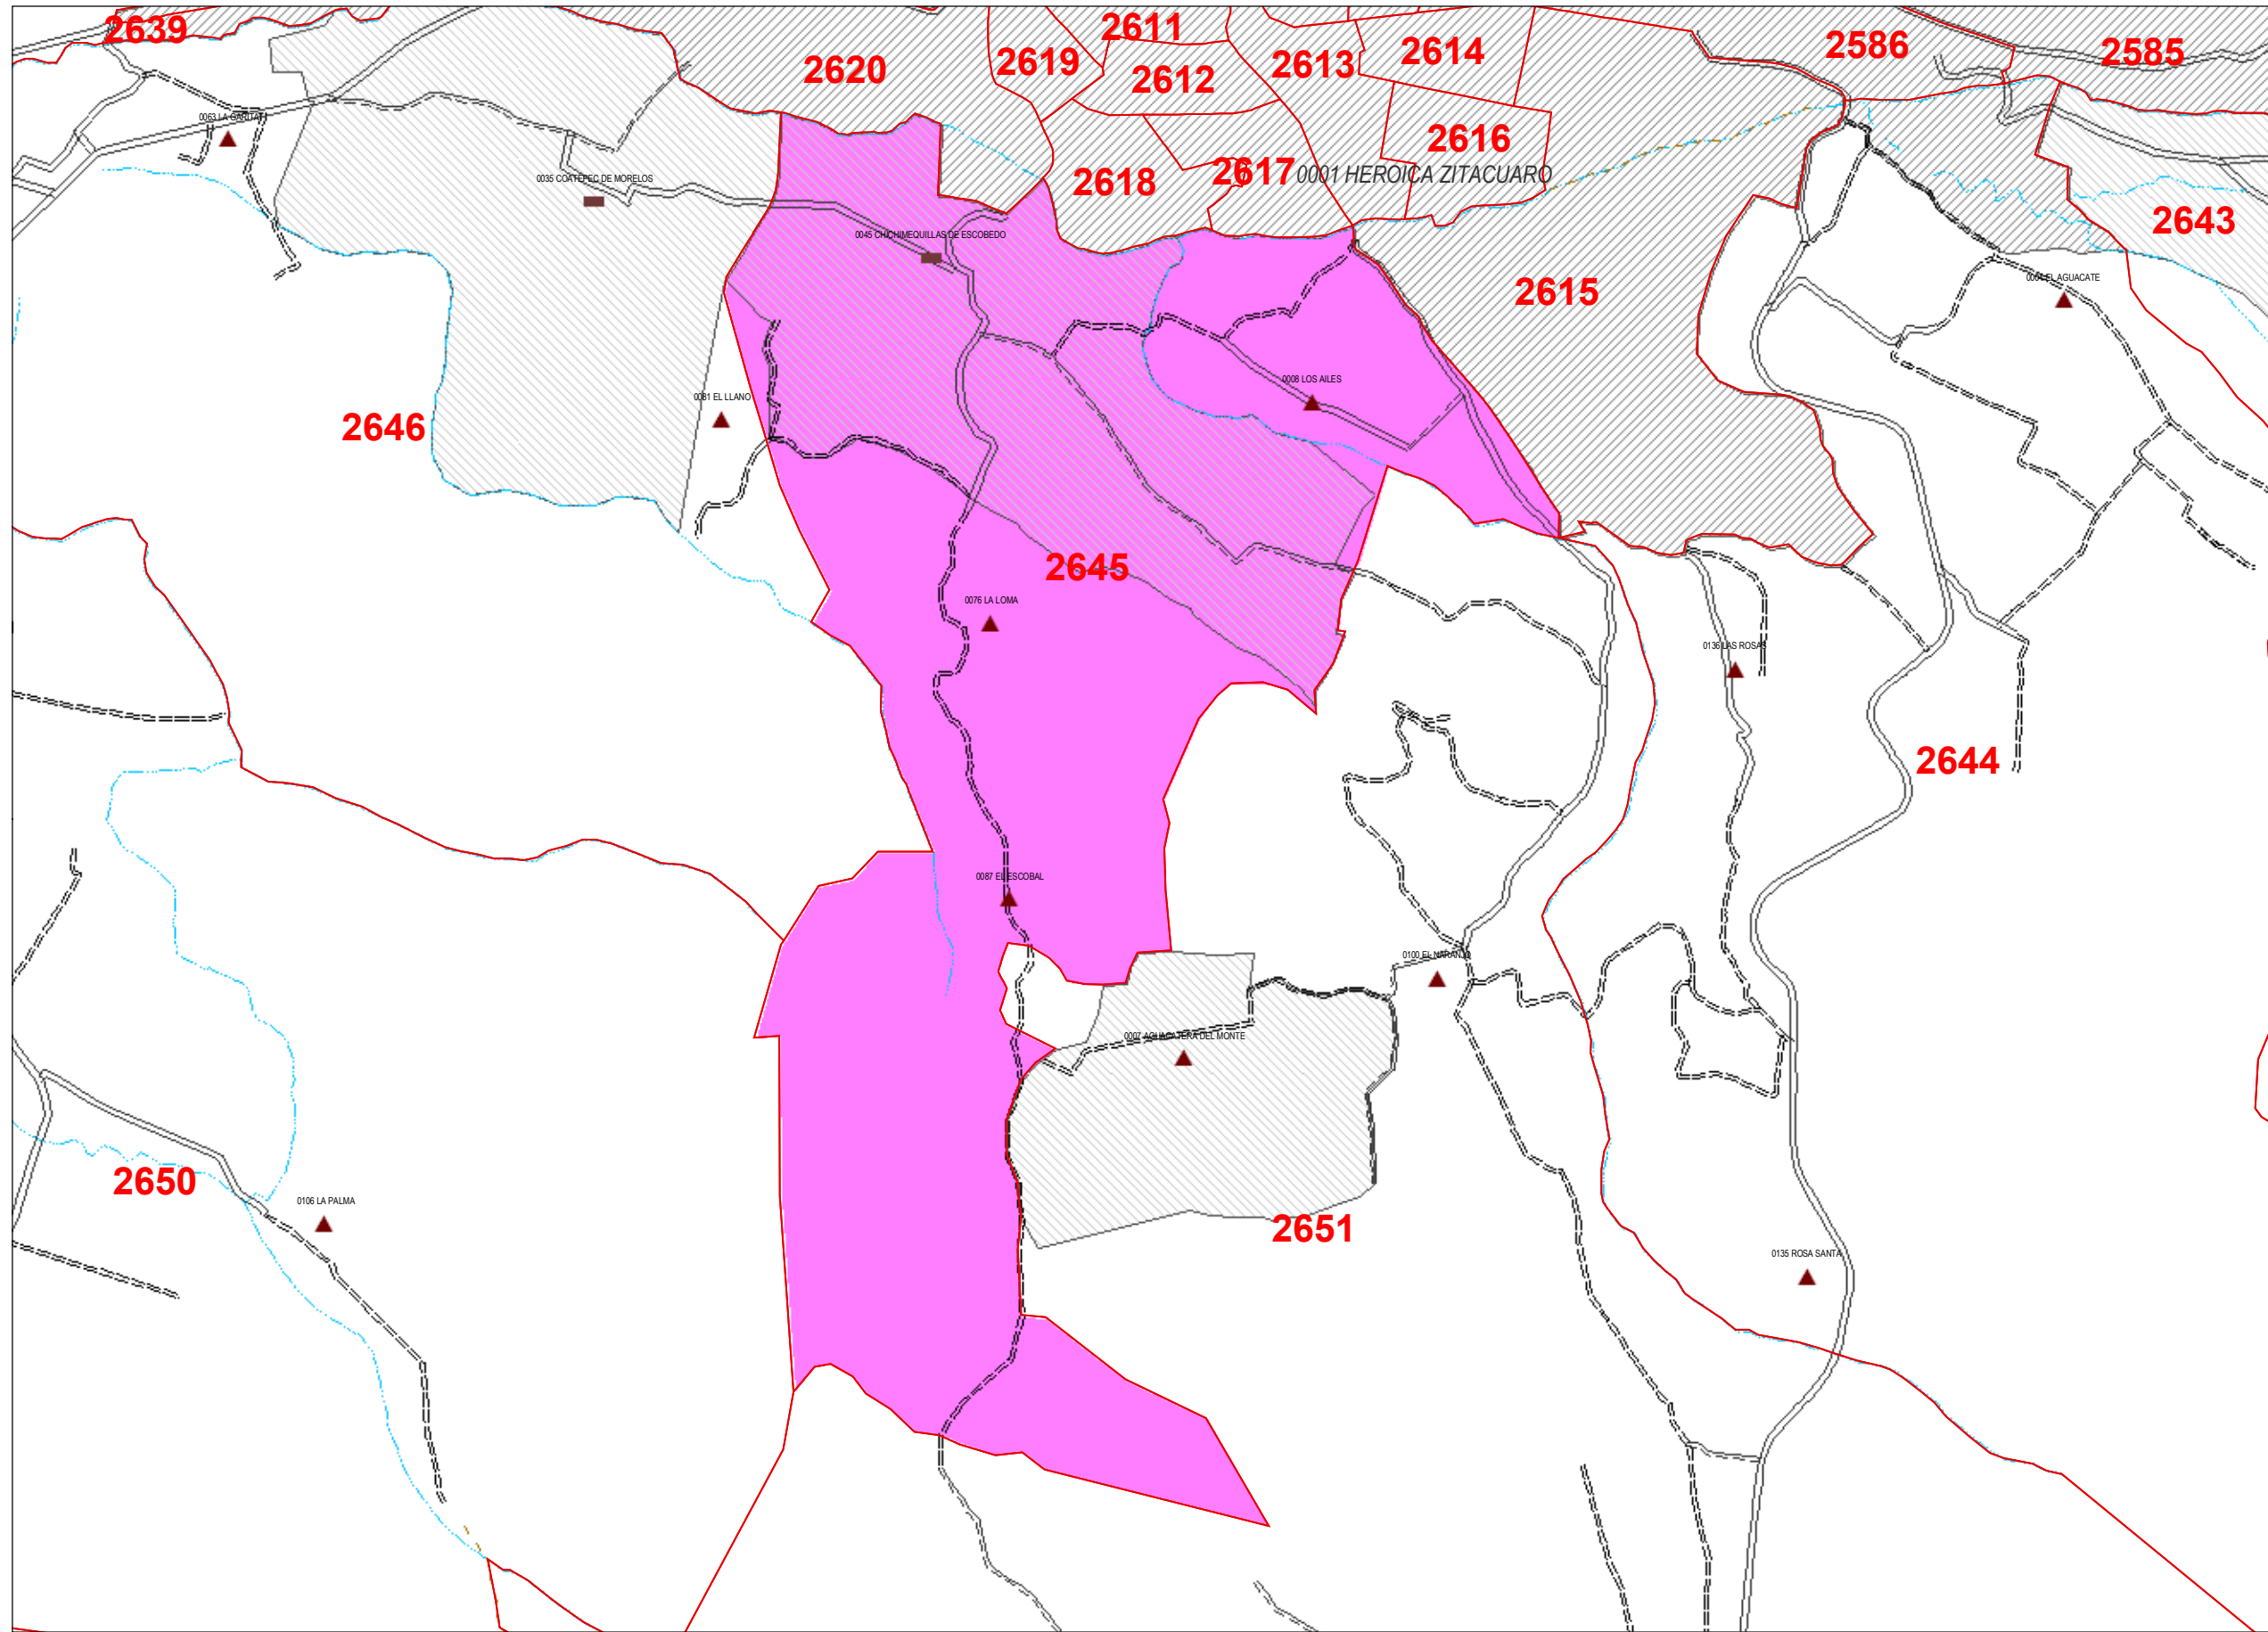 2639
2611
2586
2585
2614
2619
2613
2620
2612
0063 LA GARITA
2616
2617
0001 HEROICA ZITACUARO
0035 COATEPEC DE MORELOS
2618
2643
0045 CHICHIMEQUILLAS DE ESCOBEDO
0004 EL AGUACATE
2615
0008 LOS AILES
0081 EL LLANO
2646
2645
0076 LA LOMA
0136 LAS ROSAS
2644
0087 EL ESCOBAL
0100 EL NARANJO
0007 AGUACATERA DEL MONTE
2650
0106 LA PALMA
2651
0135 ROSA SANTA